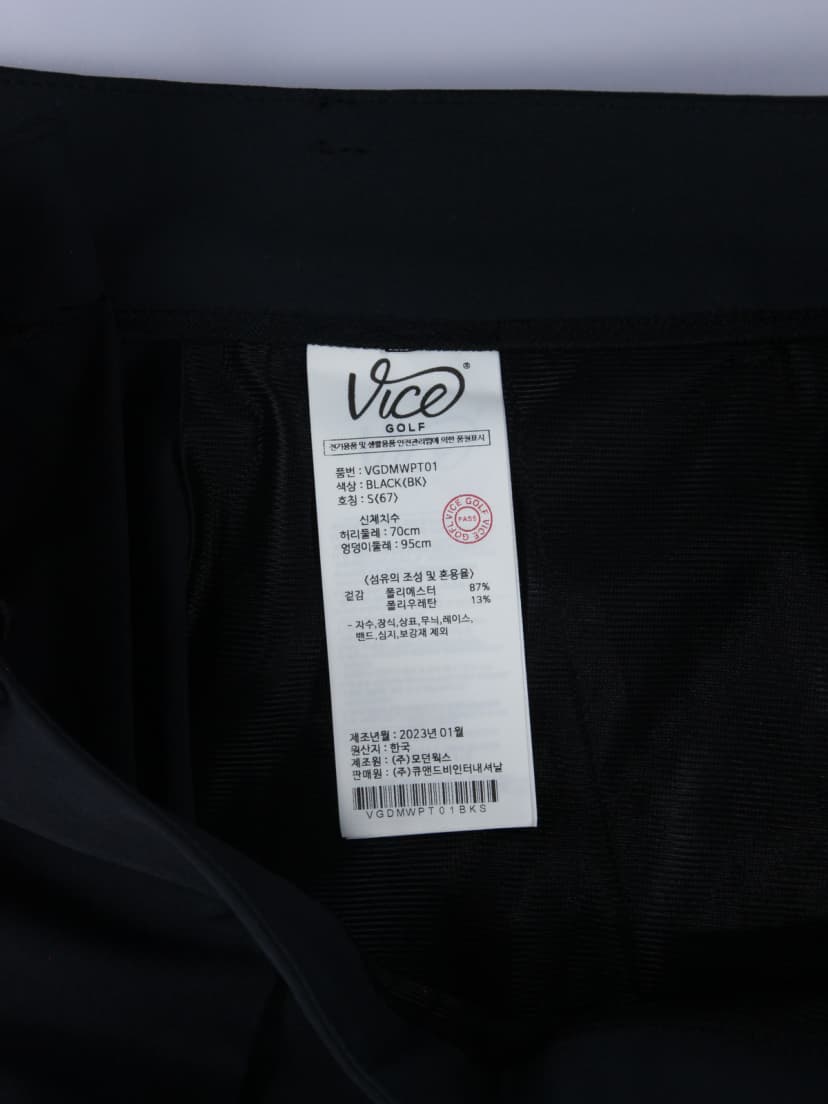 Vice®
GOLF
전기용품 및 생활용품 안전관리법에 의한 품질표시
품번 : VGDMWPT01
색상 : BLACK(BK)
호칭 : S(67)
신체치수
허리둘레 : 70cm
엉덩이둘레 : 95cm
VICE GOLF VICE GOLF
PASS
<섬유의 조성 및 혼용율>
겉감 폴리에스터 87%
폴리우레탄 13%
- 자수,장식,상표,무늬,레이스,
밴드,심지,보강재 제외
제조년월 : 2023년 01월
원산지 : 한국
제조원 : (주)모던웍스
판매원 : (주)큐앤드비인터내셔날
VGDMWPT01BKS